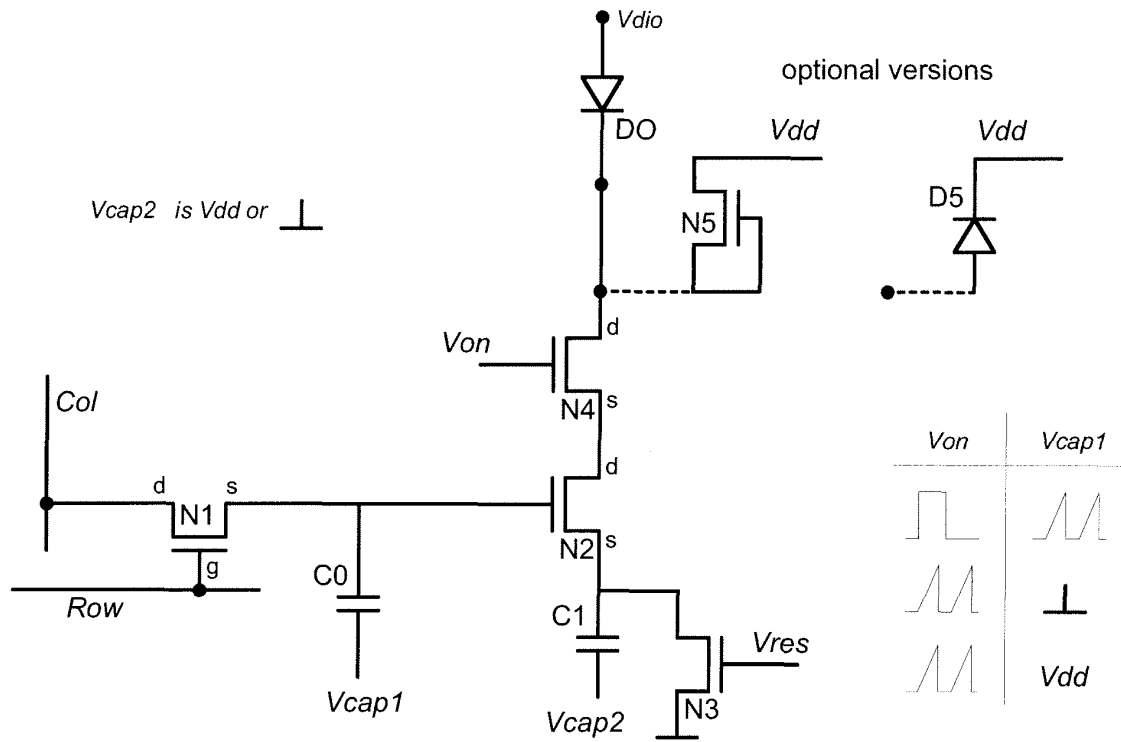 Vdio
optional versions
DO
Vdd
Vdd
Vcap2 is Vdd or
N5
D5
d
Von
s
N4
Col
Von
Vcap1
d
d
s
N1
N2
s
g
C0
Row
C1
Vres
Vdd
Vcap1
Vcap2
N3